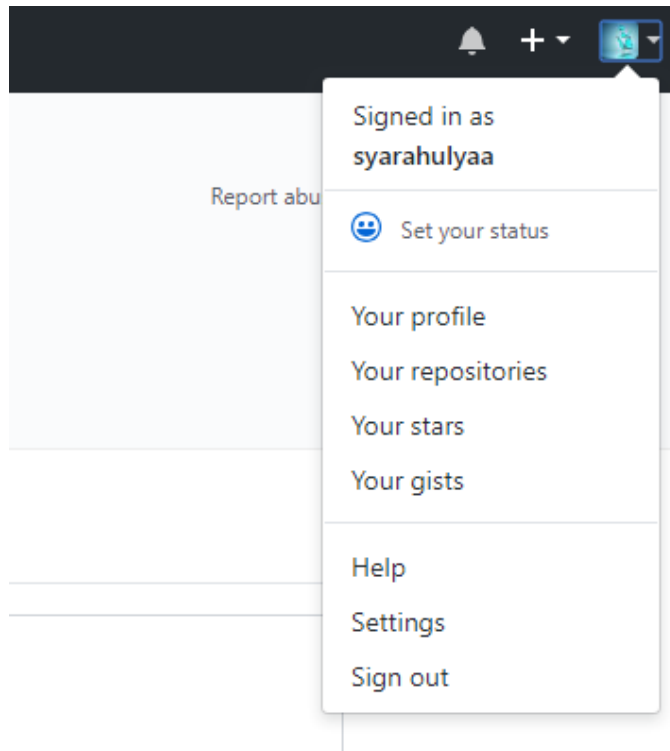 Signed in as
syarahulyaa
Report abu
Set your status
Your profile
Your repositories
Your stars
Your gists
Help
Settings
Sign out